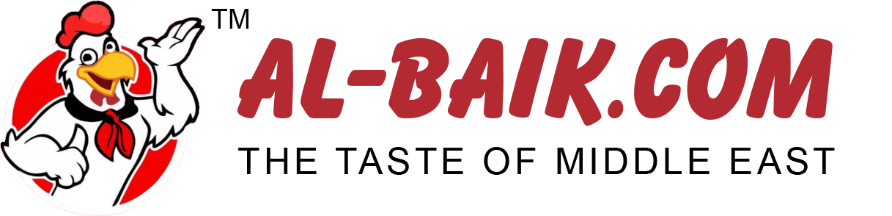 TM
AL-BAIK.COM
THE TASTE OF MIDDLE EAST